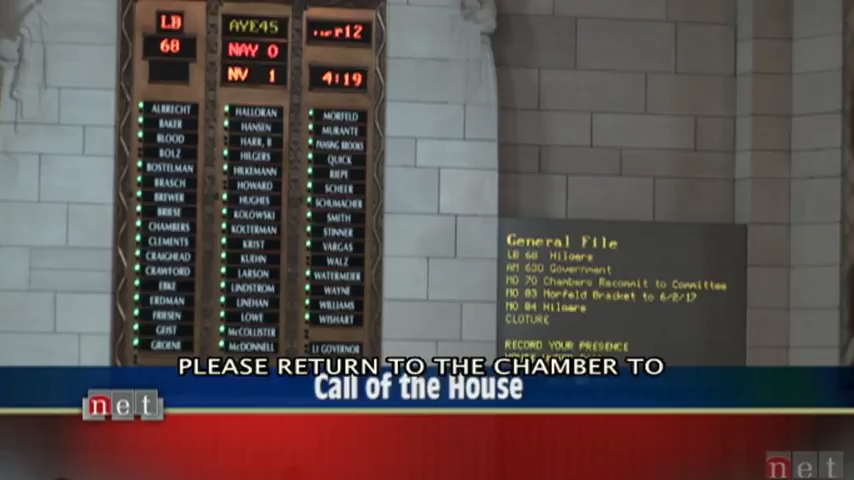 LB
68
AYE45
NAY 0
NV 1
12
4:19
ALBRECHT
BAKER
BLOOD
BOLZ
BOSTELMAN
BRASCH
BREWER
BRIESE
CHAMBERS
CLEMENTS
CRAIGHEAD
CRAWFORD
EBKE
ERDMAN
FRIESEN
GEIST
GROENE
HALLORAN
HANSEN
HARR, B
HILGERS
HILKEMANN
HOWARD
HUGHES
KOLOWSKI
KOLTERMAN
KRIST
KUEHN
LARSON
LINDSTROM
LINEHAN
LOWE
McCOLLISTER
McDONNELL
MORFELD
MURANTE
PANSING BROOKS
QUICK
RIEPE
SCHEER
SCHUMACHER
SMITH
STINNER
VARGAS
WALZ
WATERMEIER
WAYNE
WILLIAMS
WISHART
LT GOVERNOR
General File
LB 68 Hilgers
AM 630 Government
MO 70 Chambers Recommit to Committee
MO 83 Morfeld Bracket to 6/2/17
MO 84 Hilgers
CLOTURE
RECORD YOUR PRESENCE
PLEASE RETURN TO THE CHAMBER TO
Call of the House
net
net